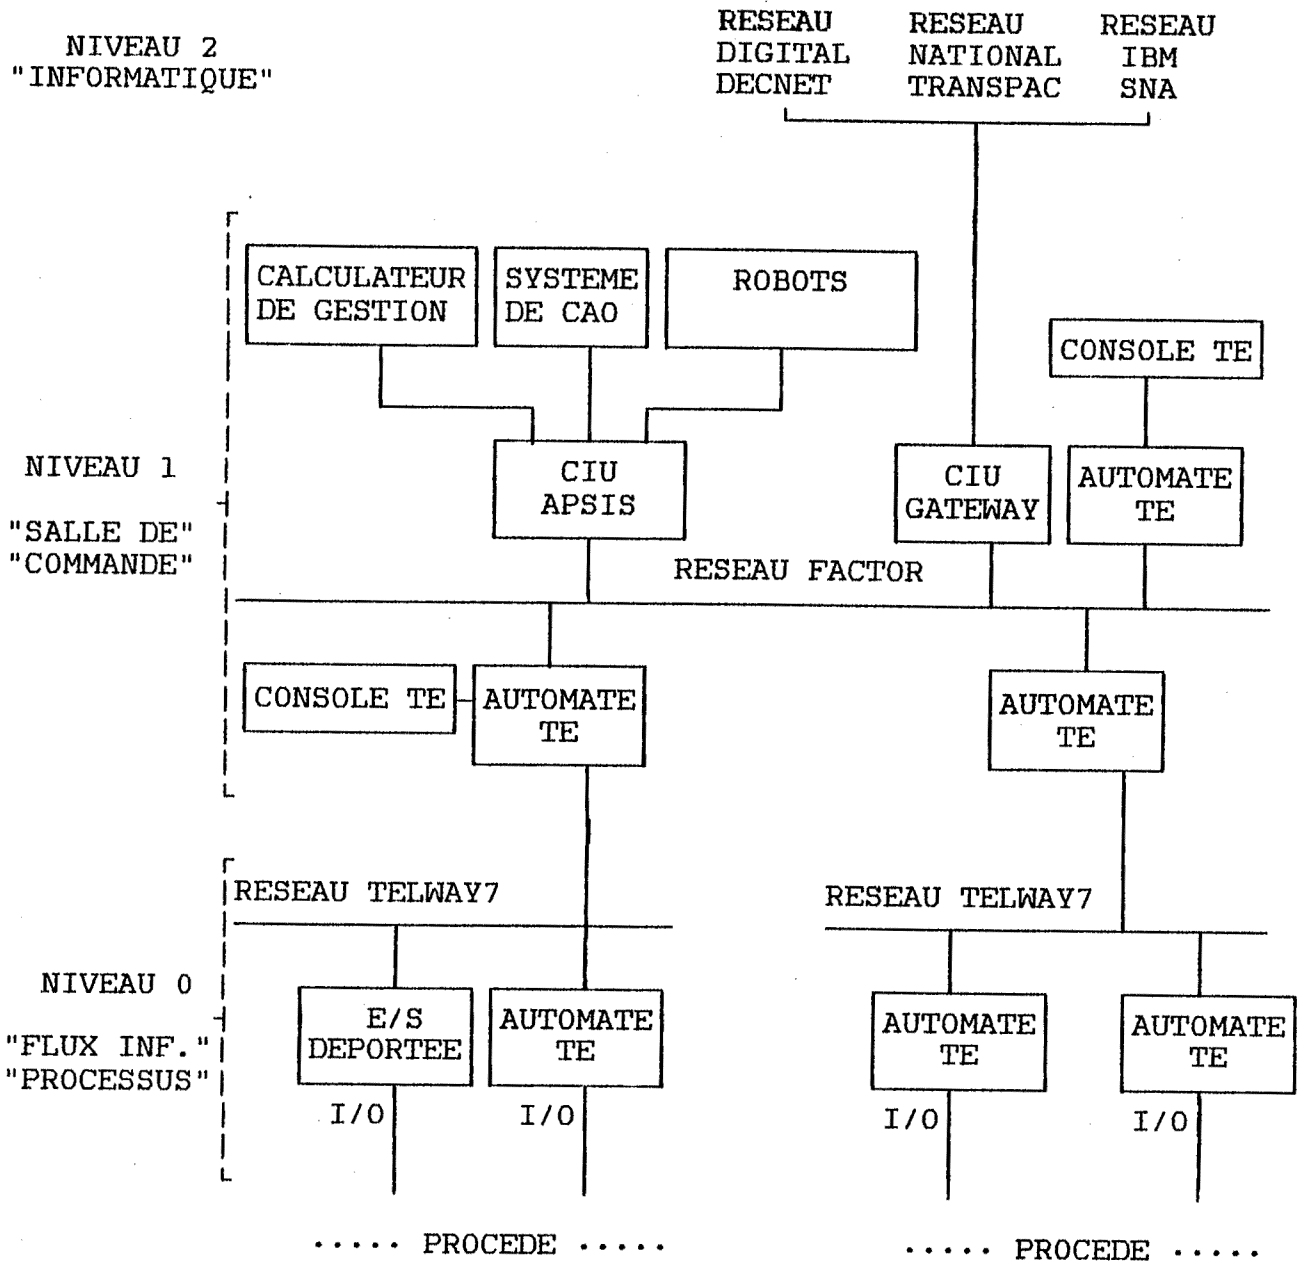 NIVEAU 2
"INFORMATIQUE"
RESEAU
DIGITAL
DECNET
RESEAU
NATIONAL
TRANSPAC
RESEAU
IBM
SNA
CALCULATEUR
DE GESTION
SYSTEME
DE CAO
ROBOTS
CONSOLE TE
NIVEAU 1
"SALLE DE"
"COMMANDE"
CIU
APSIS
CIU
GATEWAY
AUTOMATE
TE
RESEAU FACTOR
CONSOLE TE
AUTOMATE
TE
AUTOMATE
TE
RESEAU TELWAY7
RESEAU TELWAY7
NIVEAU 0
"FLUX INF."
"PROCESSUS"
E/S
DEPORTEE
AUTOMATE
TE
AUTOMATE
TE
AUTOMATE
TE
I/O
I/O
I/O
I/O
..... PROCEDE .....
..... PROCEDE .....